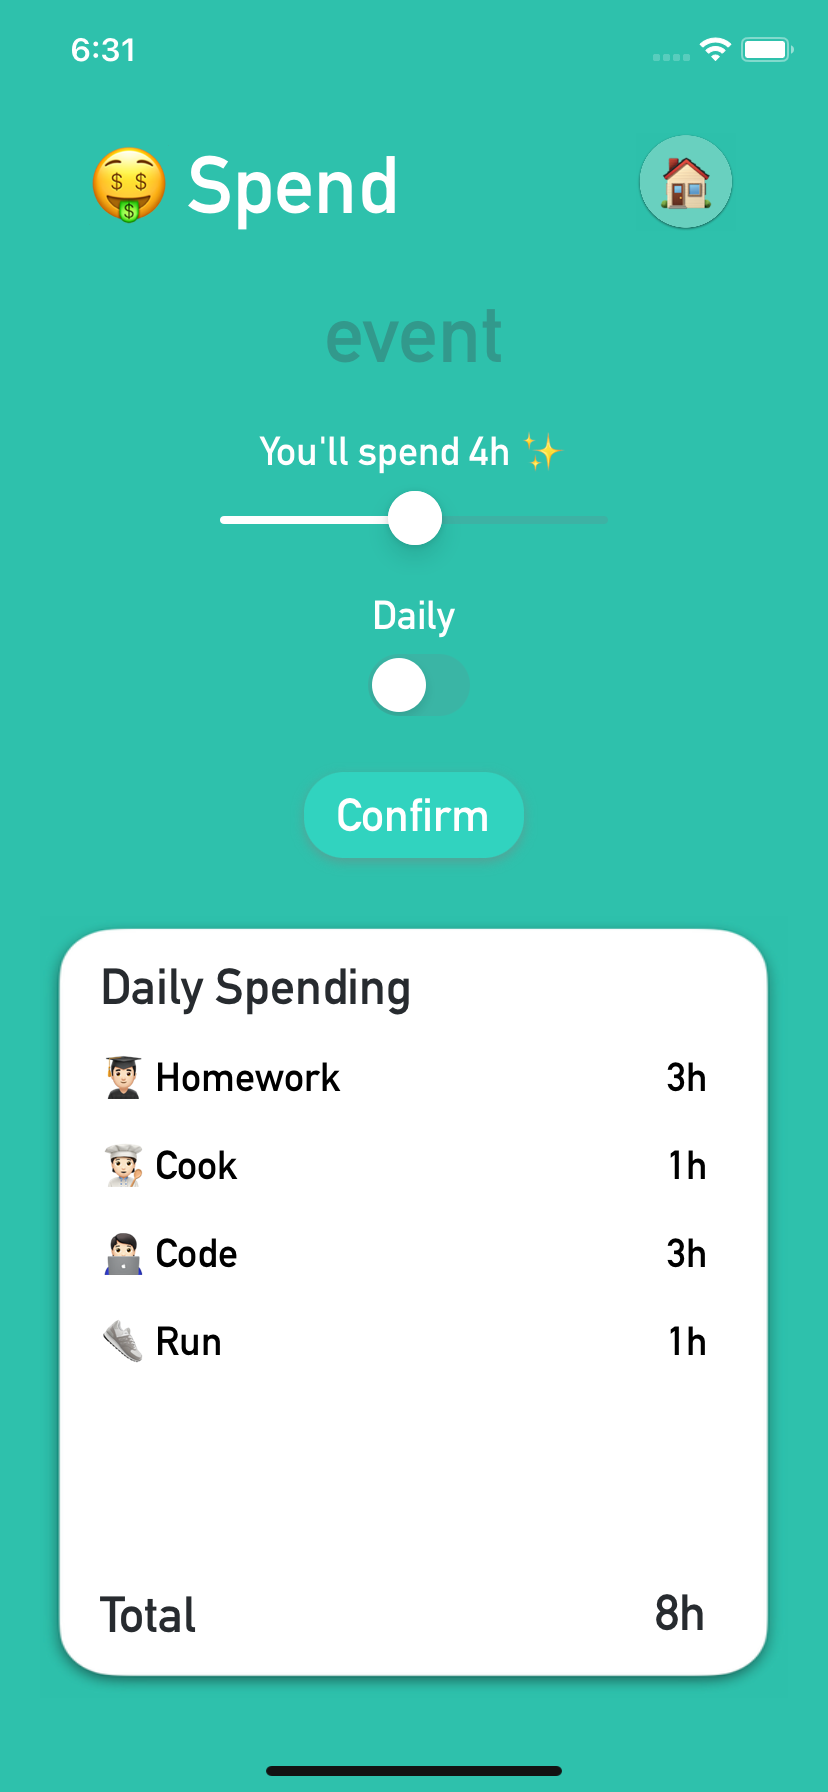 6:31
Spend
event
You'll spend 4h ✨
Daily
Confirm
Daily Spending
Homework 3h
Cook 1h
Code 3h
Run 1h
Total 8h